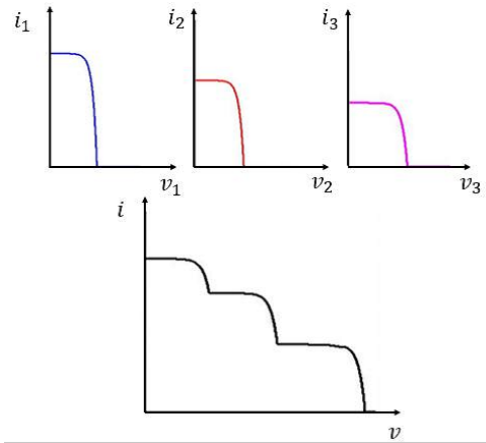 i₁ i₂ i₃
v₁ v₂ v₃
i
v